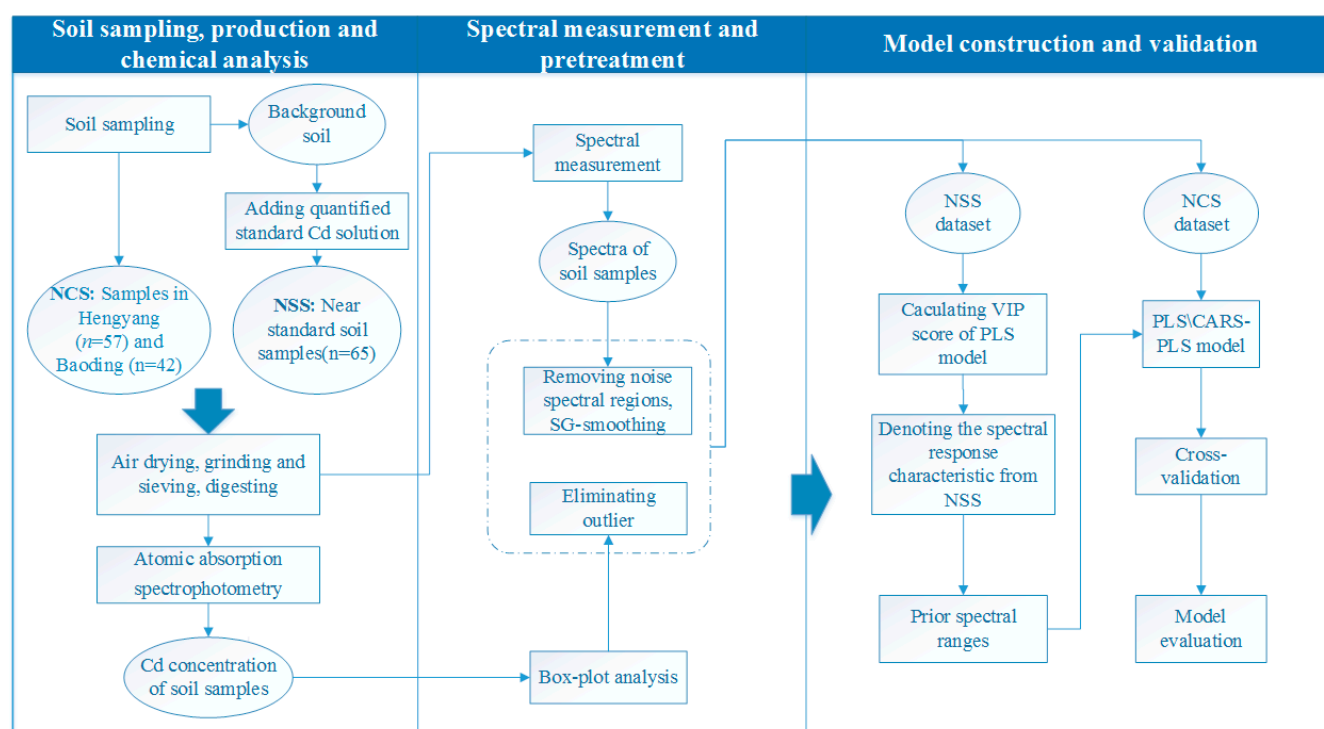 Soil sampling, production and
chemical analysis
Spectral measurement and
pretreatment
Model construction and validation
Soil sampling
Background
soil
Adding quantified
standard Cd solution
NCS: Samples in
Hengyang
(n=57) and
Baoding (n=42)
NSS: Near
standard soil
samples(n=65)
Air drying, grinding and
sieving, digesting
Atomic absorption
spectrophotometry
Cd concentration
of soil samples
Spectral
measurement
Spectra of
soil samples
Removing noise
spectral regions,
SG-smoothing
Eliminating
outlier
Box-plot analysis
NSS
dataset
Caculating VIP
score of PLS
model
Denoting the spectral
response
characteristic from
NSS
Prior spectral
ranges
NCS
dataset
PLS\CARS-
PLS model
Cross-
validation
Model
evaluation